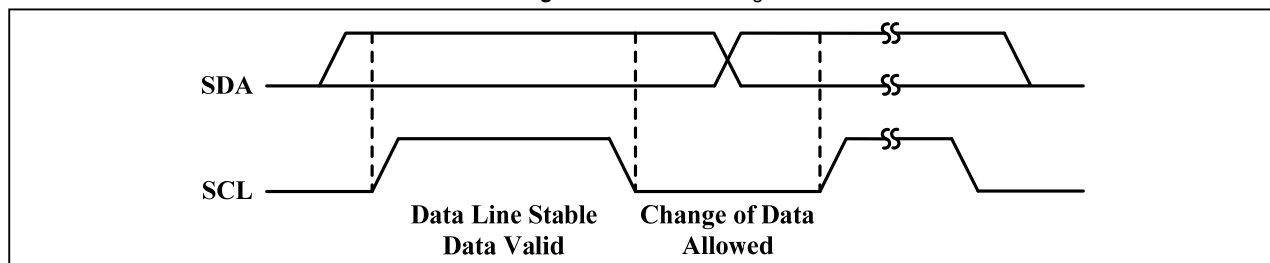 SDA
SCL
Data Line Stable
Data Valid
Change of Data
Allowed